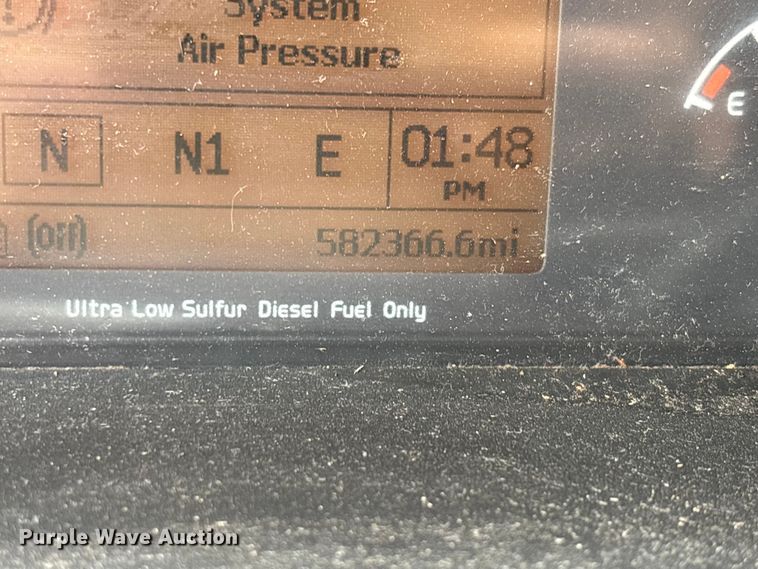 System
Air Pressure
N N1 E 01:48
PM
(Off) 582366.6mi
E
Ultra Low Sulfur Diesel Fuel Only
Purple Wave Auction